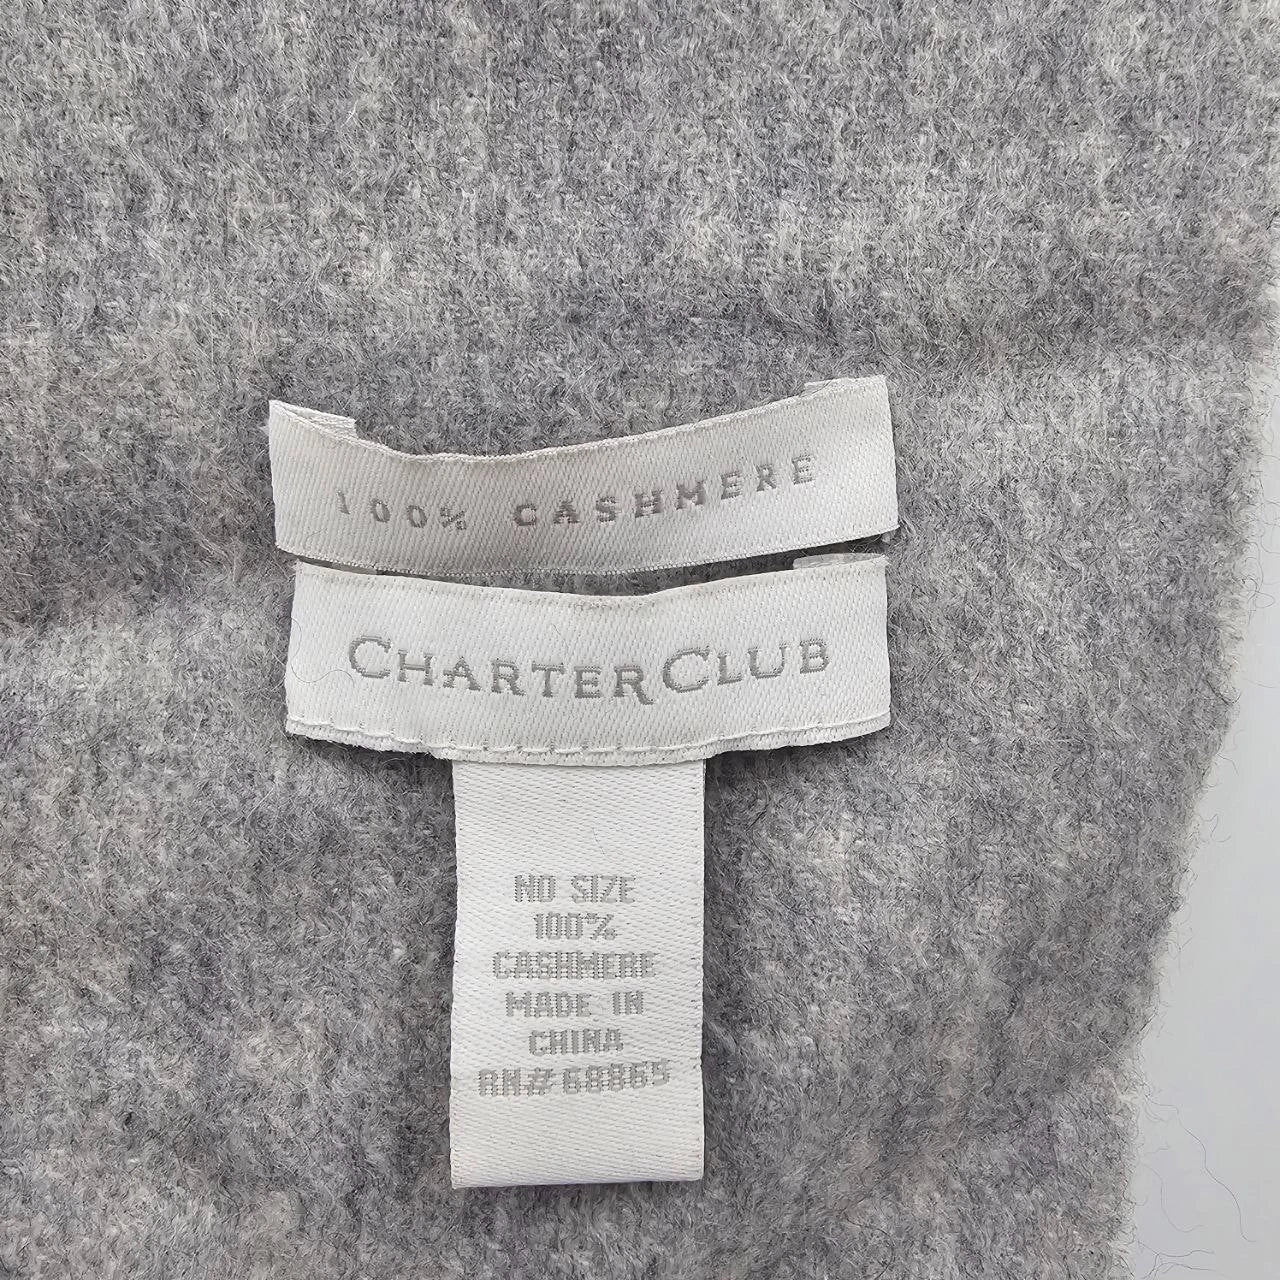 100% CASHMERE
CHARTER CLUB
NO SIZE
100%
CASHMERE
MADE IN
CHINA
RN#68865